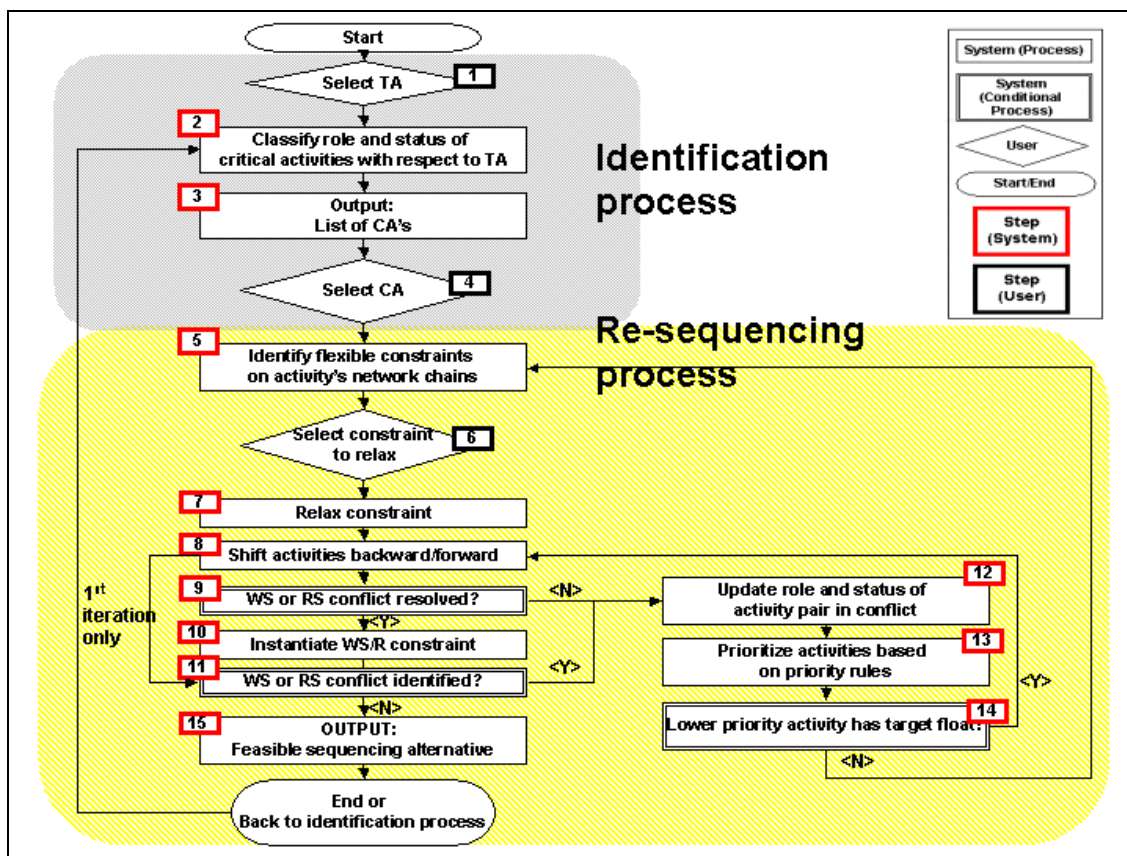 Start
Select TA
1
2
Classify role and status of
critical activities with respect to TA
3
Output:
List of CA's
Select CA
4
Identification
process
System (Process)
System
(Conditional
Process)
User
Start/End
Step
(System)
Step
(User)
Re-sequencing
process
5
Identify flexible constraints
on activity's network chains
Select constraint
to relax
6
7
Relax constraint
8
Shift activities backward/forward
1st
iteration
only
9
WS or RS conflict resolved?
<N>
<Y>
10
Instantiate WS/R constraint
11
WS or RS conflict identified?
<Y>
<N>
15
OUTPUT:
Feasible sequencing alternative
End or
Back to identification process
12
Update role and status of
activity pair in conflict
13
Prioritize activities based
on priority rules
14
Lower priority activity has target float?
<Y>
<N>